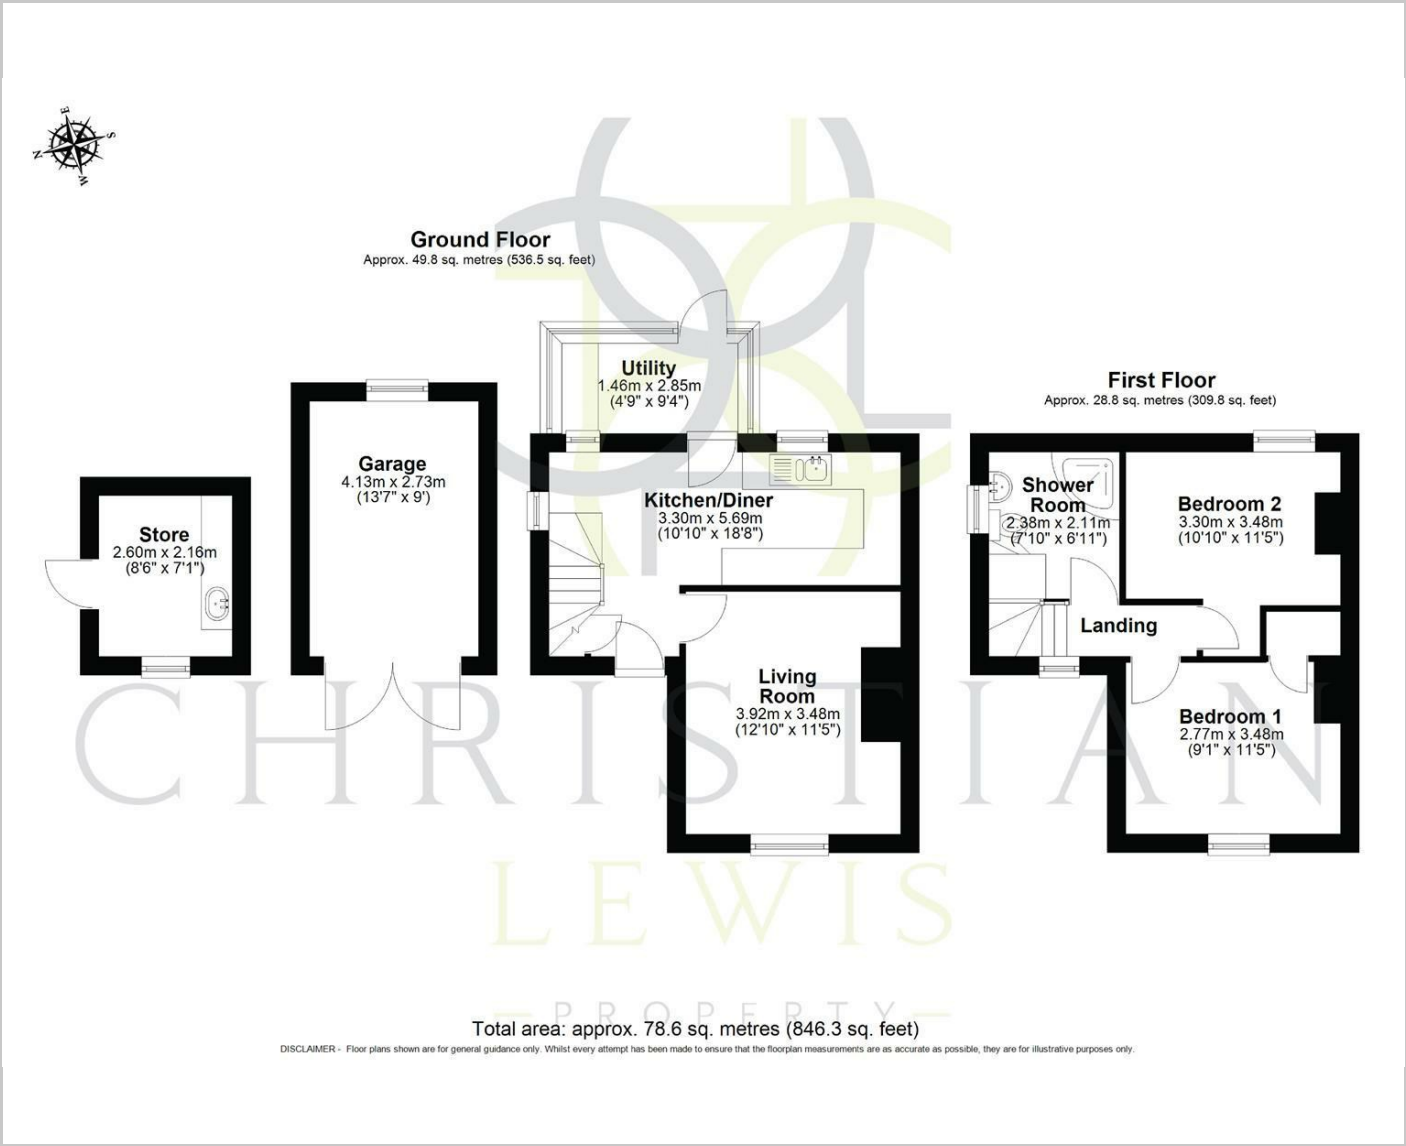 E
S
N
W
Ground Floor
Approx. 49.8 sq. metres (536.5 sq. feet)
Utility
1.46m x 2.85m
(4'9" x 9'4")
First Floor
Approx. 28.8 sq. metres (309.8 sq. feet)
Garage
4.13m x 2.73m
(13'7" x 9')
Kitchen/Diner
3.30m x 5.69m
(10'10" x 18'8")
Shower
Room
2.38m x 2.11m
(7'10" x 6'11")
Bedroom 2
3.30m x 3.48m
(10'10" x 11'5")
Store
2.60m x 2.16m
(8'6" x 7'1")
Landing
Living
Room
3.92m x 3.48m
(12'10" x 11'5")
Bedroom 1
2.77m x 3.48m
(9'1" x 11'5")
CHRISTIAN
LEWIS
PROPERTY
Total area: approx. 78.6 sq. metres (846.3 sq. feet)
DISCLAIMER - Floor plans shown are for general guidance only. Whilst every attempt has been made to ensure that the floorplan measurements are as accurate as possible, they are for illustrative purposes only.